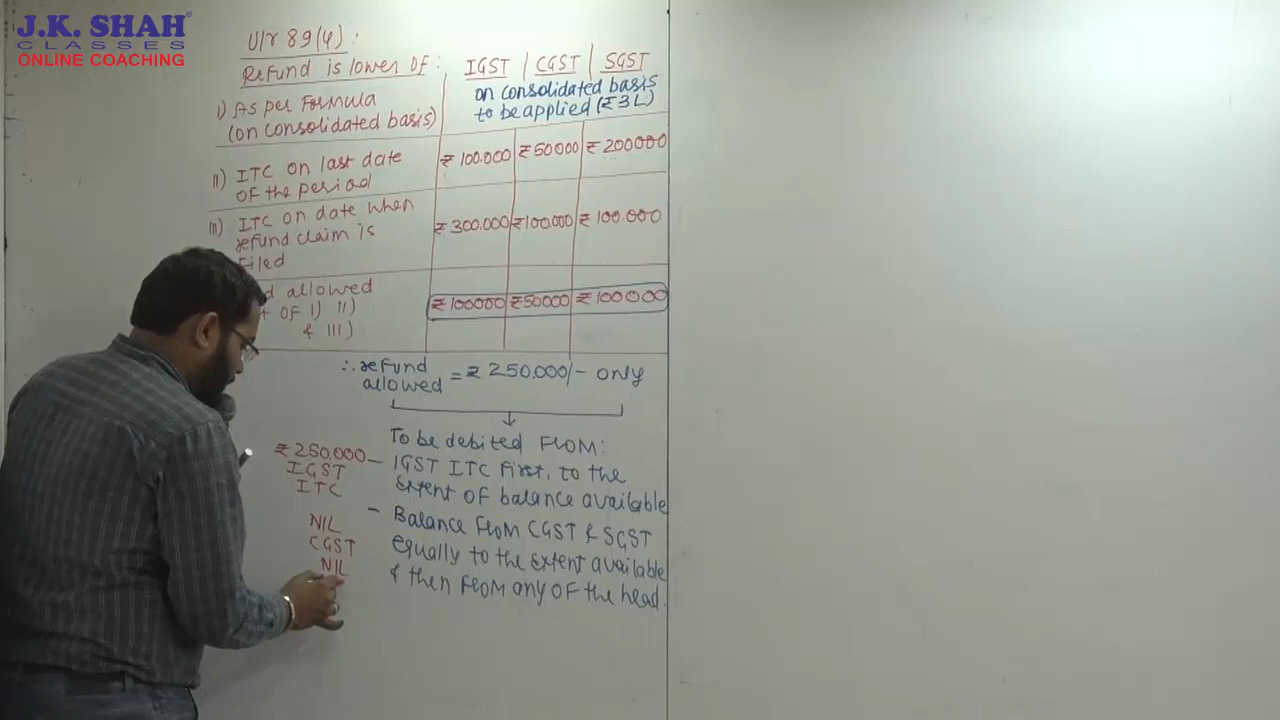 J.K. SHAH®
CLASSES
ONLINE COACHING
U/r 89(4):
Refund is lower of:
IGST | CGST | SGST
I) As per Formula
(on consolidated basis)
on consolidated basis
to be applied (₹3L)
II) ITC on last date
of the period
₹100,000 ₹50000 ₹200000
III) ITC on date when
refund claim is
Filed
₹300,000 ₹100,000 ₹100,000
allowed
OF I) II)
& III)
₹100000 ₹50000 ₹100000
∴ refund
allowed = ₹250,000/- only
To be debited From:
₹250,000
IGST
ITC
- IGST ITC First, to the
extent of balance available
- Balance From CGST & SGST
equally to the extent available
& then From any of the head.
NIL
CGST
NIL